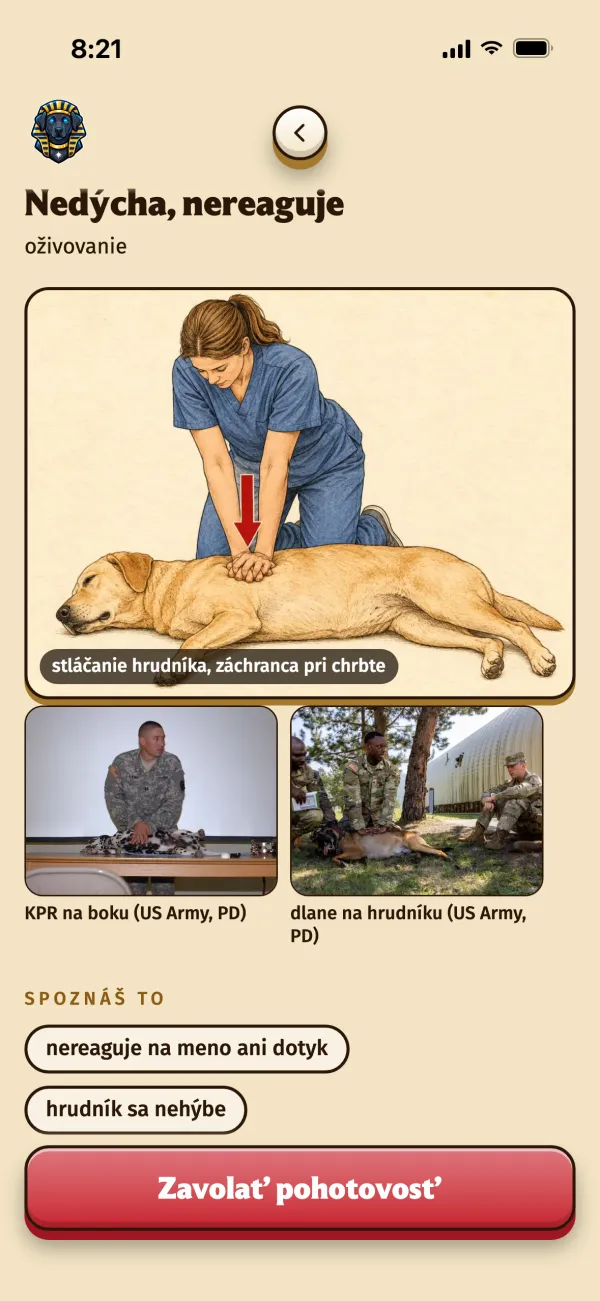 8:21
Nedýcha, nereaguje
oživovanie
stláčanie hrudníka, záchranca pri chrbte
KPR na boku (US Army, PD)
dlane na hrudníku (US Army,
PD)
SPOZNÁŠ TO
nereaguje na meno ani dotyk
hrudník sa nehýbe
Zavolať pohotovosť